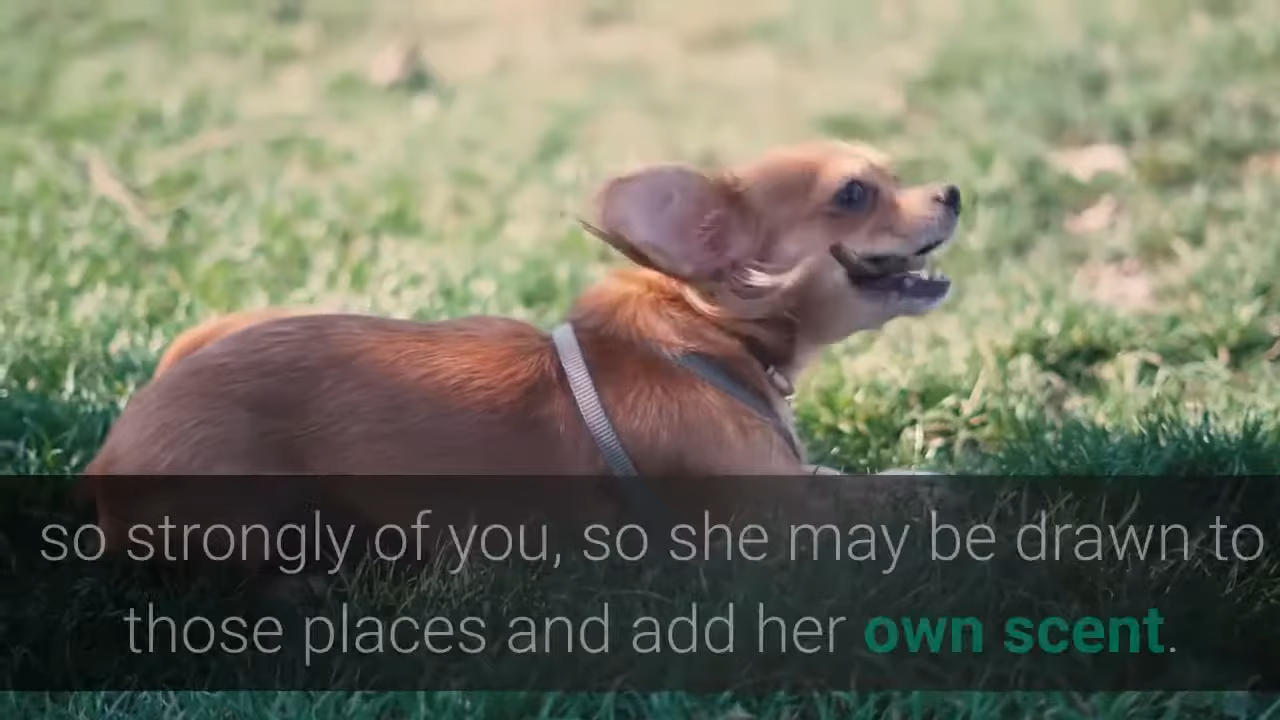 so strongly of you, so she may be drawn to
those places and add her own scent.